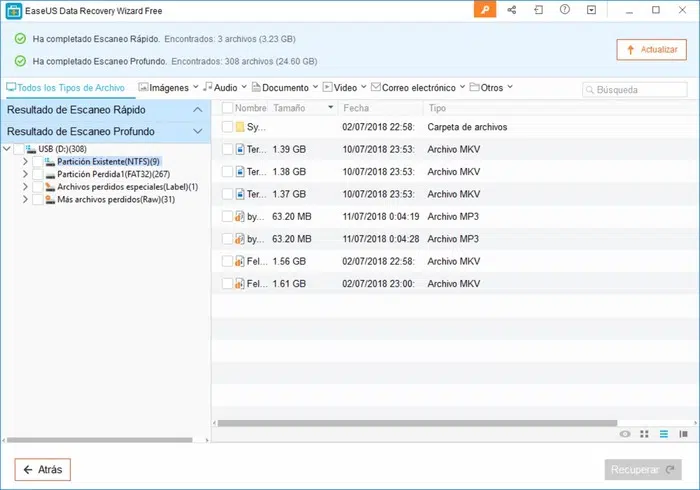 EaseUS Data Recovery Wizard Free
Ha completado Escaneo Rápido. Encontrados: 3 archivos (3.23 GB)
Ha completado Escaneo Profundo. Encontrados: 308 archivos (24.60 GB)
Actualizar
Todos los Tipos de Archivo Imágenes Audio Documento Video Correo electrónico Otros Búsqueda
Resultado de Escaneo Rápido
Resultado de Escaneo Profundo
USB (D:)(308)
Partición Existente(NTFS)(9)
Partición Perdida1(FAT32)(267)
Archivos perdidos especiales(Label)(1)
Más archivos perdidos(Raw)(31)
Nombre Tamaño Fecha Tipo
Sy... 02/07/2018 22:58: Carpeta de archivos
Ter... 1.39 GB 10/07/2018 23:53: Archivo MKV
Ter... 1.38 GB 10/07/2018 23:53: Archivo MKV
Ter... 1.37 GB 10/07/2018 23:53: Archivo MKV
by... 63.20 MB 11/07/2018 0:04:19 Archivo MP3
by... 63.20 MB 11/07/2018 0:04:28 Archivo MP3
Fel... 1.56 GB 02/07/2018 22:58: Archivo MKV
Fel... 1.61 GB 02/07/2018 23:00: Archivo MKV
Atrás
Recuperar